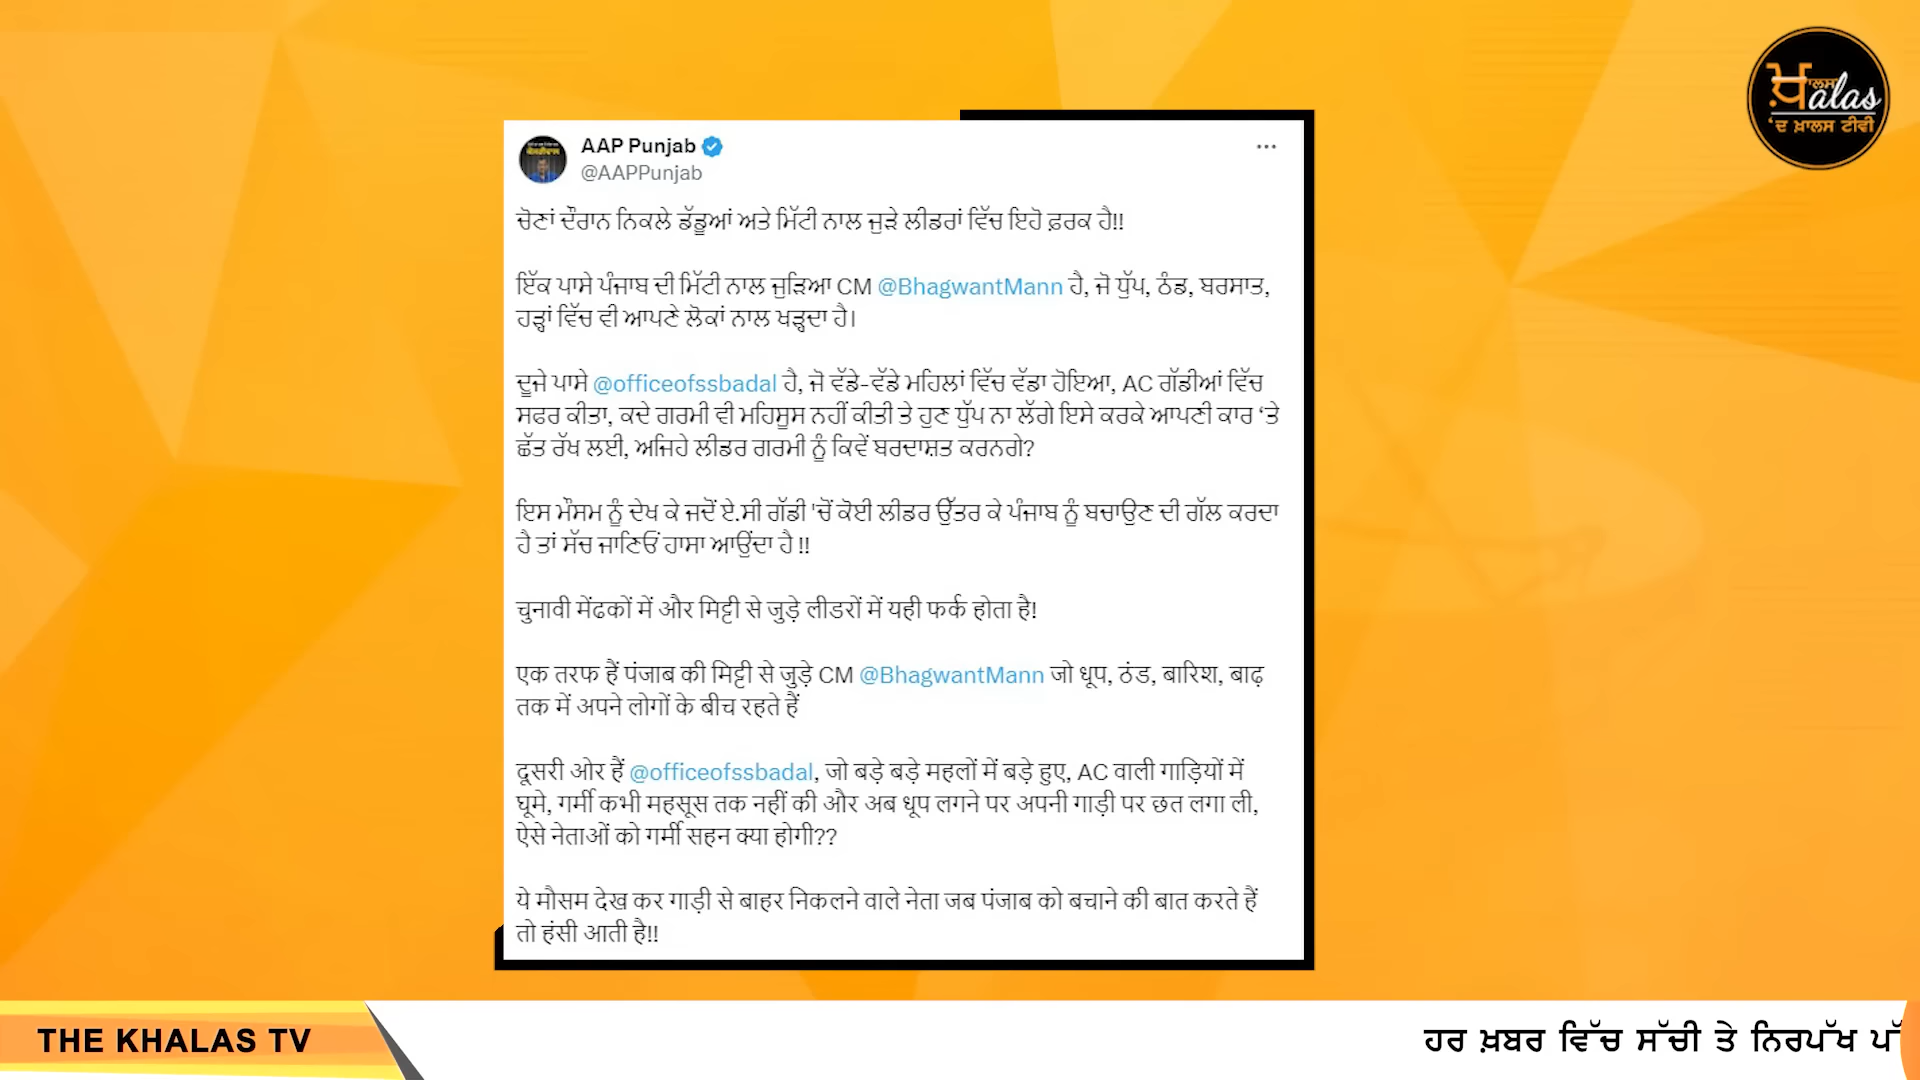 ਖ਼ਾਲਸ
alas
'ਦ ਖ਼ਾਲਸ ਟੀਵੀ
AAP Punjab
@AAPPunjab
ਚੋਣਾਂ ਦੌਰਾਨ ਨਿਕਲੇ ਡੱਡੂਆਂ ਅਤੇ ਮਿੱਟੀ ਨਾਲ ਜੁੜੇ ਲੀਡਰਾਂ ਵਿੱਚ ਇਹੋ ਫ਼ਰਕ ਹੈ!!
ਇੱਕ ਪਾਸੇ ਪੰਜਾਬ ਦੀ ਮਿੱਟੀ ਨਾਲ ਜੁੜਿਆ CM @BhagwantMann ਹੈ, ਜੋ ਧੁੱਪ, ਠੰਡ, ਬਰਸਾਤ,
ਹੜ੍ਹਾਂ ਵਿੱਚ ਵੀ ਆਪਣੇ ਲੋਕਾਂ ਨਾਲ ਖੜ੍ਹਦਾ ਹੈ।
ਦੂਜੇ ਪਾਸੇ @officeofssbadal ਹੈ, ਜੋ ਵੱਡੇ-ਵੱਡੇ ਮਹਿਲਾਂ ਵਿੱਚ ਵੱਡਾ ਹੋਇਆ, AC ਗੱਡੀਆਂ ਵਿੱਚ
ਸਫਰ ਕੀਤਾ, ਕਦੇ ਗਰਮੀ ਵੀ ਮਹਿਸੂਸ ਨਹੀਂ ਕੀਤੀ ਤੇ ਹੁਣ ਧੁੱਪ ਨਾ ਲੱਗੇ ਇਸੇ ਕਰਕੇ ਆਪਣੀ ਕਾਰ ‘ਤੇ
ਛੱਤ ਰੱਖ ਲਈ, ਅਜਿਹੇ ਲੀਡਰ ਗਰਮੀ ਨੂੰ ਕਿਵੇਂ ਬਰਦਾਸ਼ਤ ਕਰਨਗੇ?
ਇਸ ਮੌਸਮ ਨੂੰ ਦੇਖ ਕੇ ਜਦੋਂ ਏ.ਸੀ ਗੱਡੀ 'ਚੋਂ ਕੋਈ ਲੀਡਰ ਉੱਤਰ ਕੇ ਪੰਜਾਬ ਨੂੰ ਬਚਾਉਣ ਦੀ ਗੱਲ ਕਰਦਾ
ਹੈ ਤਾਂ ਸੱਚ ਜਾਣਿਓਂ ਹਾਸਾ ਆਉਂਦਾ ਹੈ !!
चुनावी मेंढकों में और मिट्टी से जुड़े लीडरों में यही फर्क होता है!
एक तरफ हैं पंजाब की मिट्टी से जुड़े CM @BhagwantMann जो धूप, ठंड, बारिश, बाढ़
तक में अपने लोगों के बीच रहते हैं
दूसरी ओर हैं @officeofssbadal, जो बड़े बड़े महलों में बड़े हुए, AC वाली गाड़ियों में
घूमे, गर्मी कभी महसूस तक नहीं की और अब धूप लगने पर अपनी गाड़ी पर छत लगा ली,
ऐसे नेताओं को गर्मी सहन क्या होगी??
ये मौसम देख कर गाड़ी से बाहर निकलने वाले नेता जब पंजाब को बचाने की बात करते हैं
तो हंसी आती है!!
THE KHALAS TV
ਹਰ ਖ਼ਬਰ ਵਿੱਚ ਸੱਚੀ ਤੇ ਨਿਰਪੱਖ